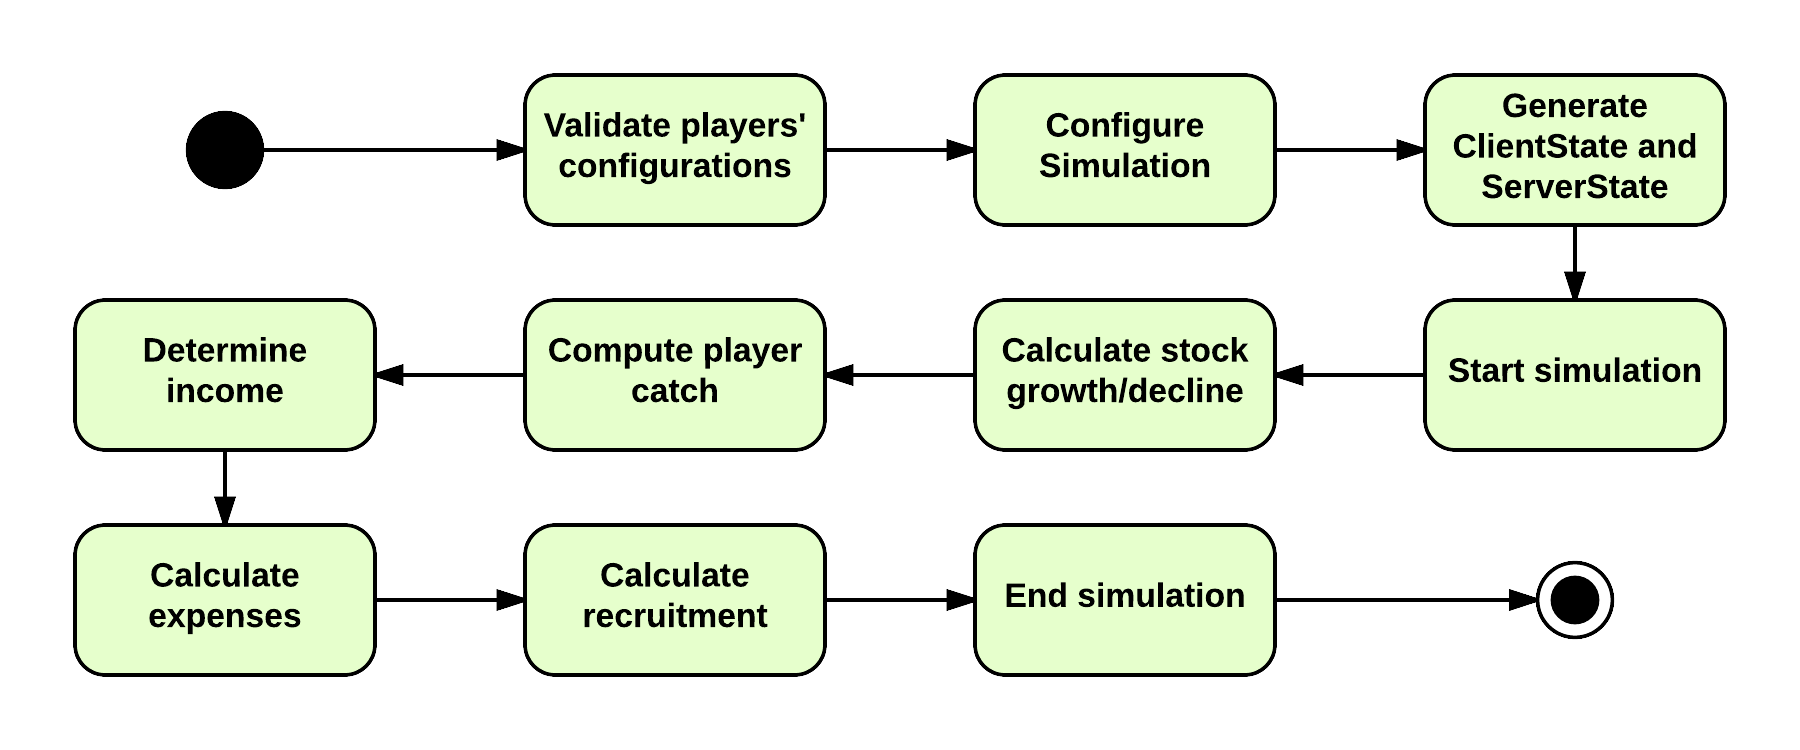 Validate players'
configurations
Configure
Simulation
Generate
ClientState and
ServerState
Determine
income
Compute player
catch
Calculate stock
growth/decline
Start simulation
Calculate
expenses
Calculate
recruitment
End simulation